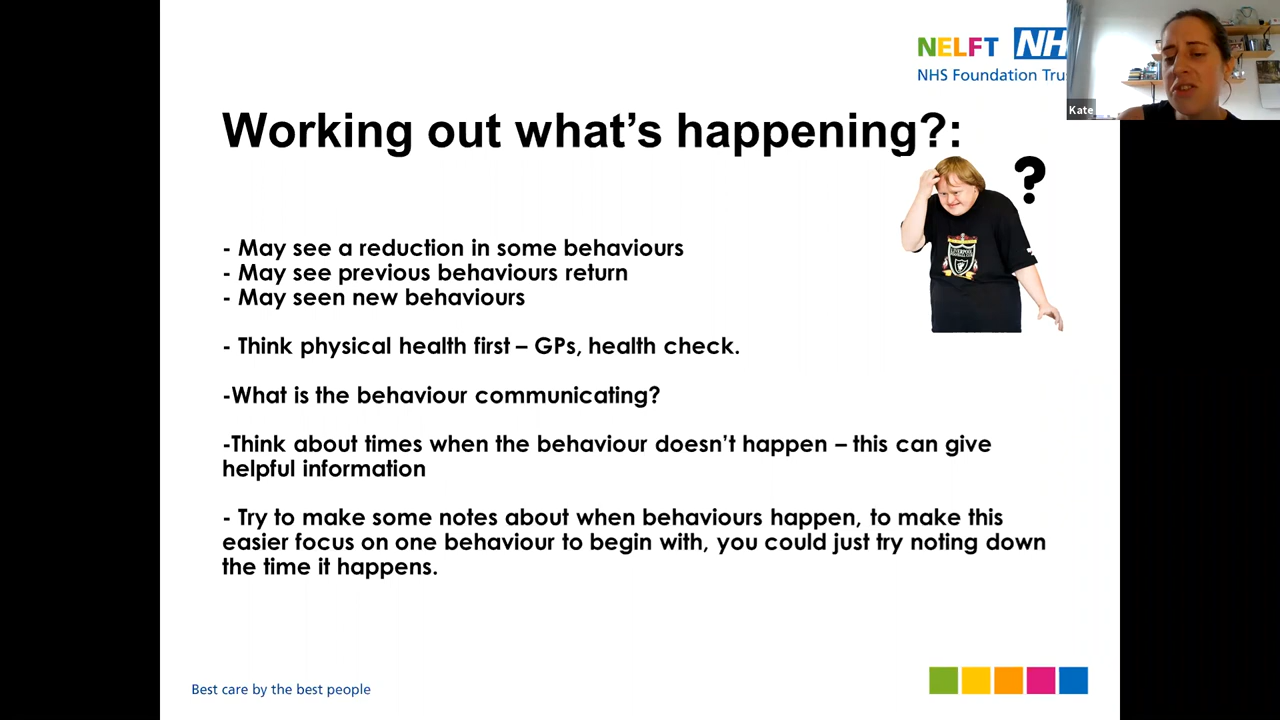 NELFT NH
NHS Foundation Tru
Kate
Working out what's happening?:
?
- May see a reduction in some behaviours
- May see previous behaviours return
- May seen new behaviours
LIVERPOOL
- Think physical health first – GPs, health check.
-What is the behaviour communicating?
-Think about times when the behaviour doesn't happen – this can give
helpful information
- Try to make some notes about when behaviours happen, to make this
easier focus on one behaviour to begin with, you could just try noting down
the time it happens.
Best care by the best people